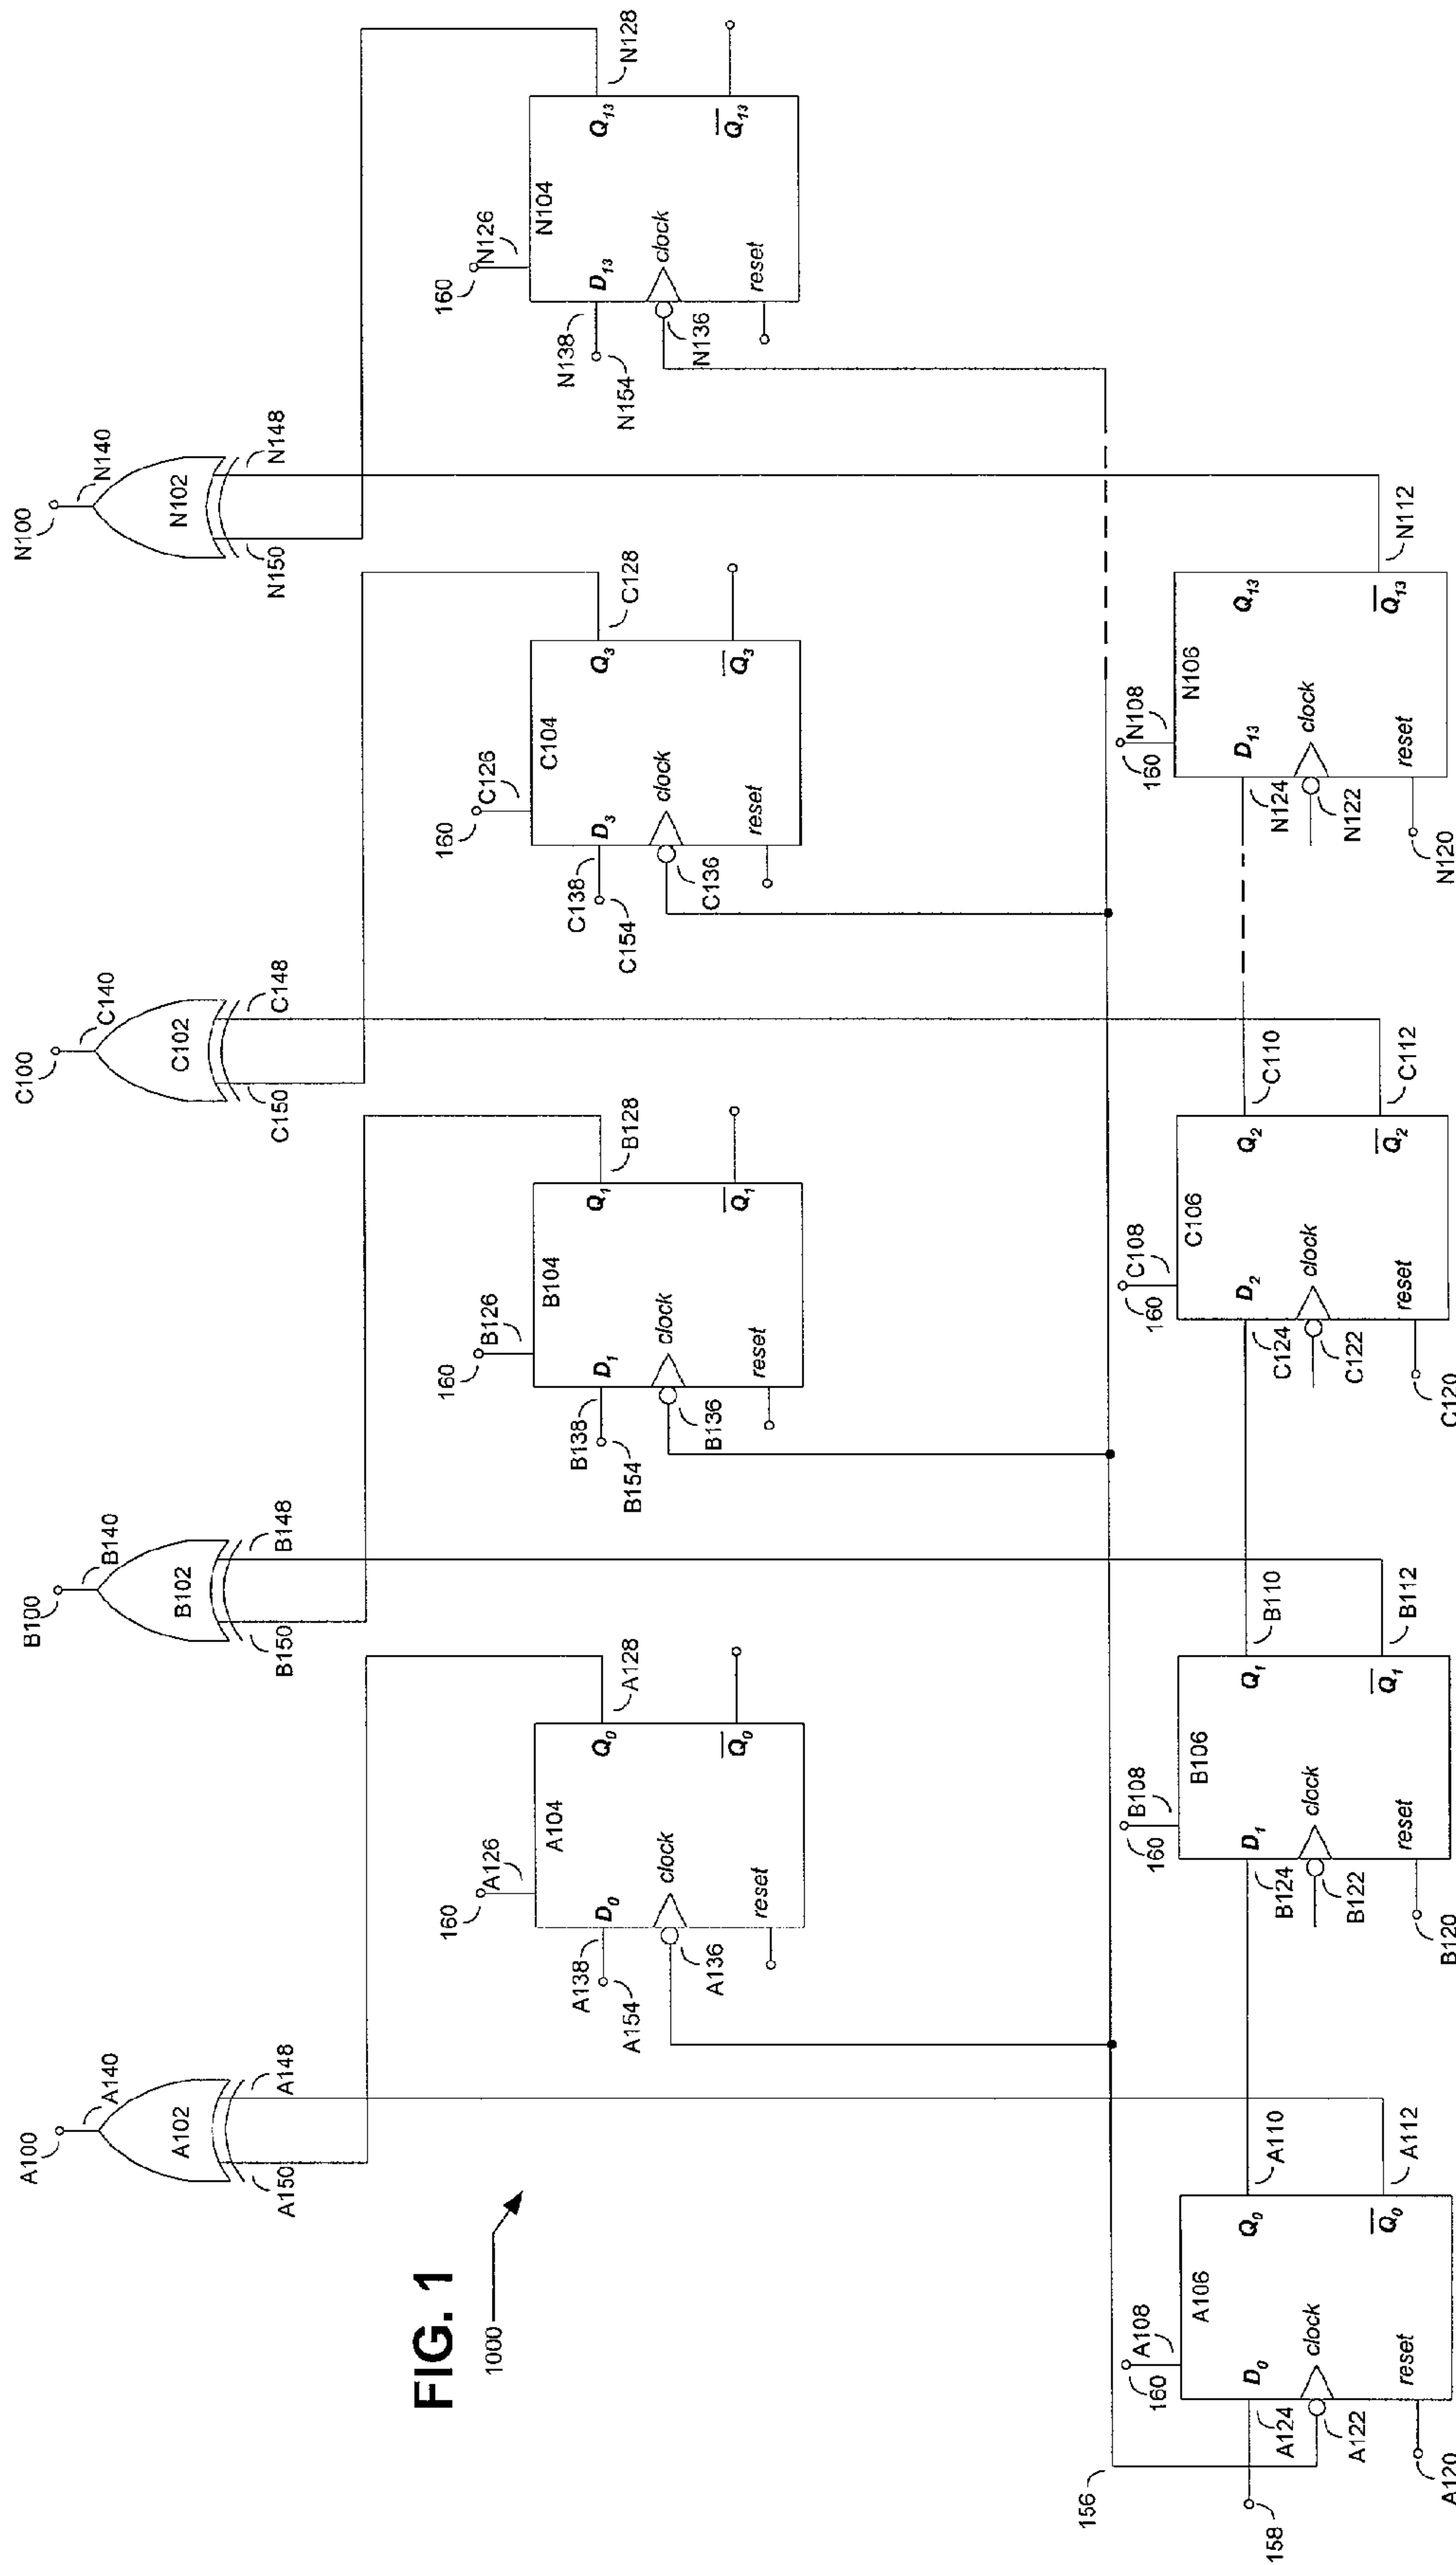 FIG. 1
1000
A100
A140
A102
A150
A148
B100
B140
B102
B150
B148
C100
C140
C102
C150
C148
N100
N140
N102
N150
N148
160
A126
A104
A138
A154
D0
Q0
A128
clock
A136
reset
Q0
160
B126
B104
B138
B154
D1
Q1
B128
clock
B136
reset
Q1
160
C126
C104
C138
C154
D3
Q3
C128
clock
C136
reset
Q3
160
N126
N104
N138
N154
D13
Q13
N128
clock
N136
reset
Q13
156
158
160
A108
A106
A124
D0
Q0
A110
clock
A122
reset
A120
Q0
A112
160
B108
B106
B124
D1
Q1
B110
clock
B122
reset
B120
Q1
B112
160
C108
C106
C124
D2
Q2
C110
clock
C122
reset
C120
Q2
C112
160
N108
N106
N124
D13
Q13
clock
N122
reset
N120
Q13
N112